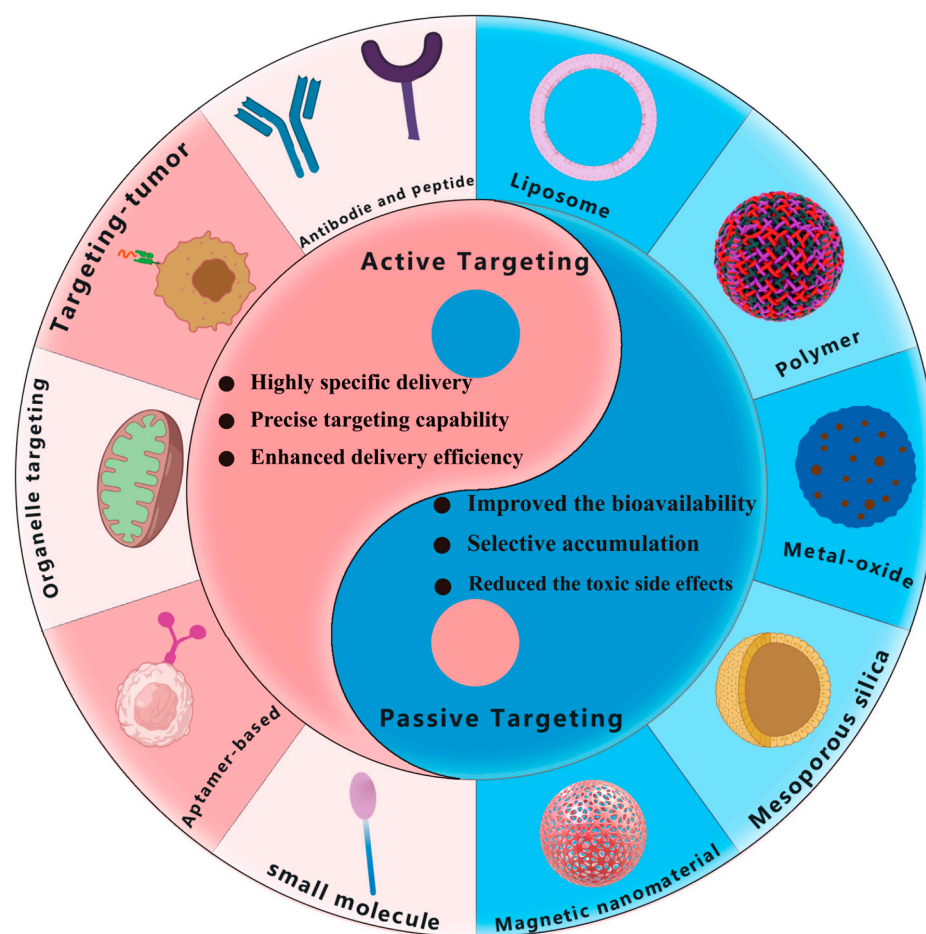 Antibodie and peptide
Liposome
Targeting-tumor
Polymer
Organelle targeting
Metal-oxide
Aptamer-based
Mesoporous silica
small molecule
Magnetic nanomaterial
Active Targeting
Highly specific delivery
Precise targeting capability
Enhanced delivery efficiency
Improved the bioavailability
Selective accumulation
Reduced the toxic side effects
Passive Targeting